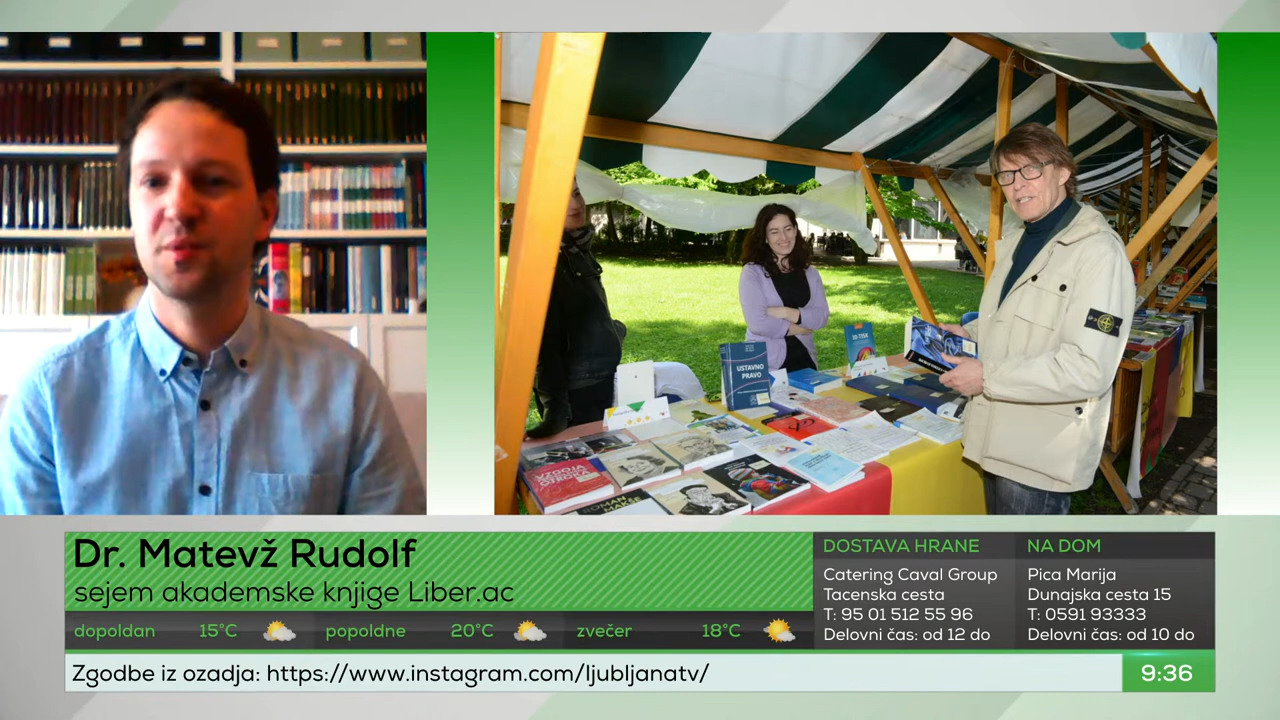 USTAVNO
PRAVO
3D-TISK
VZGOJA
Dr. Matevž Rudolf
sejem akademske knjige Liber.ac
dopoldan 15°C popoldne 20°C zvečer 18°C
DOSTAVA HRANE
Catering Caval Group
Tacenska cesta
T: 95 01 512 55 96
Delovni čas: od 12 do
NA DOM
Pica Marija
Dunajska cesta 15
T: 0591 93333
Delovni čas: od 10 do
Zgodbe iz ozadja: https://www.instagram.com/ljubljanatv/
9:36